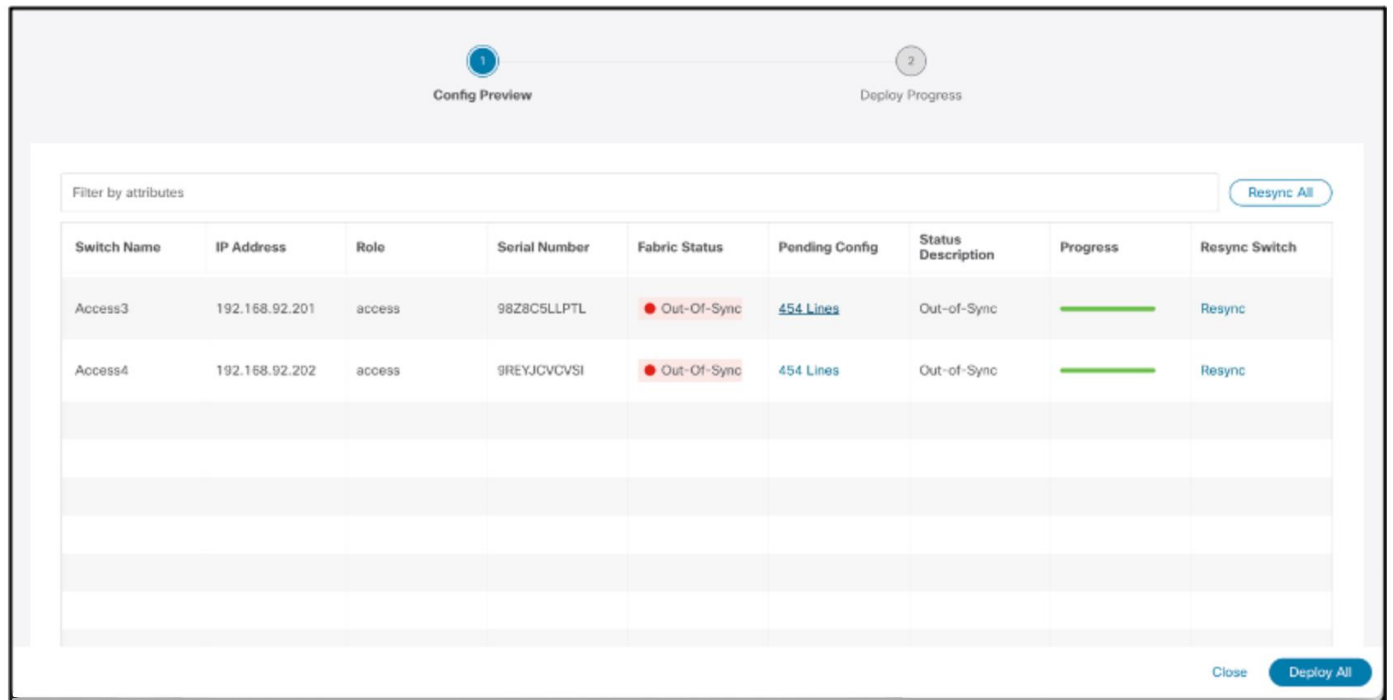 1
2
Config Preview
Deploy Progress
Filter by attributes
Resync All
Switch Name IP Address Role Serial Number Fabric Status Pending Config Status Description Progress Resync Switch
Access3 192.168.92.201 access 98Z8C5LLPTL Out-Of-Sync 454 Lines Out-of-Sync Resync
Access4 192.168.92.202 access 9REYJCVCVSI Out-Of-Sync 454 Lines Out-of-Sync Resync
Close
Deploy All